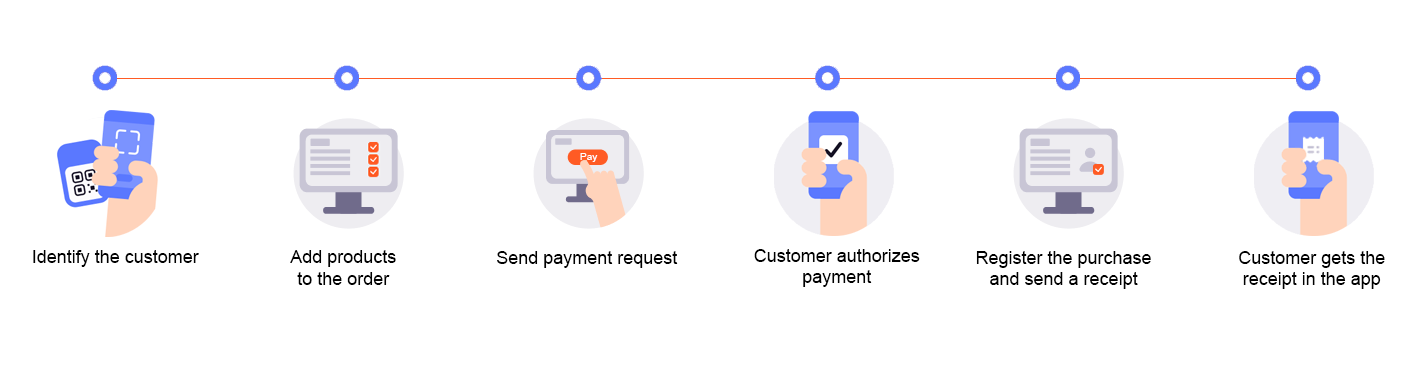 Pay
Identify the customer
Add products
to the order
Send payment request
Customer authorizes
payment
Register the purchase
and send a receipt
Customer gets the
receipt in the app